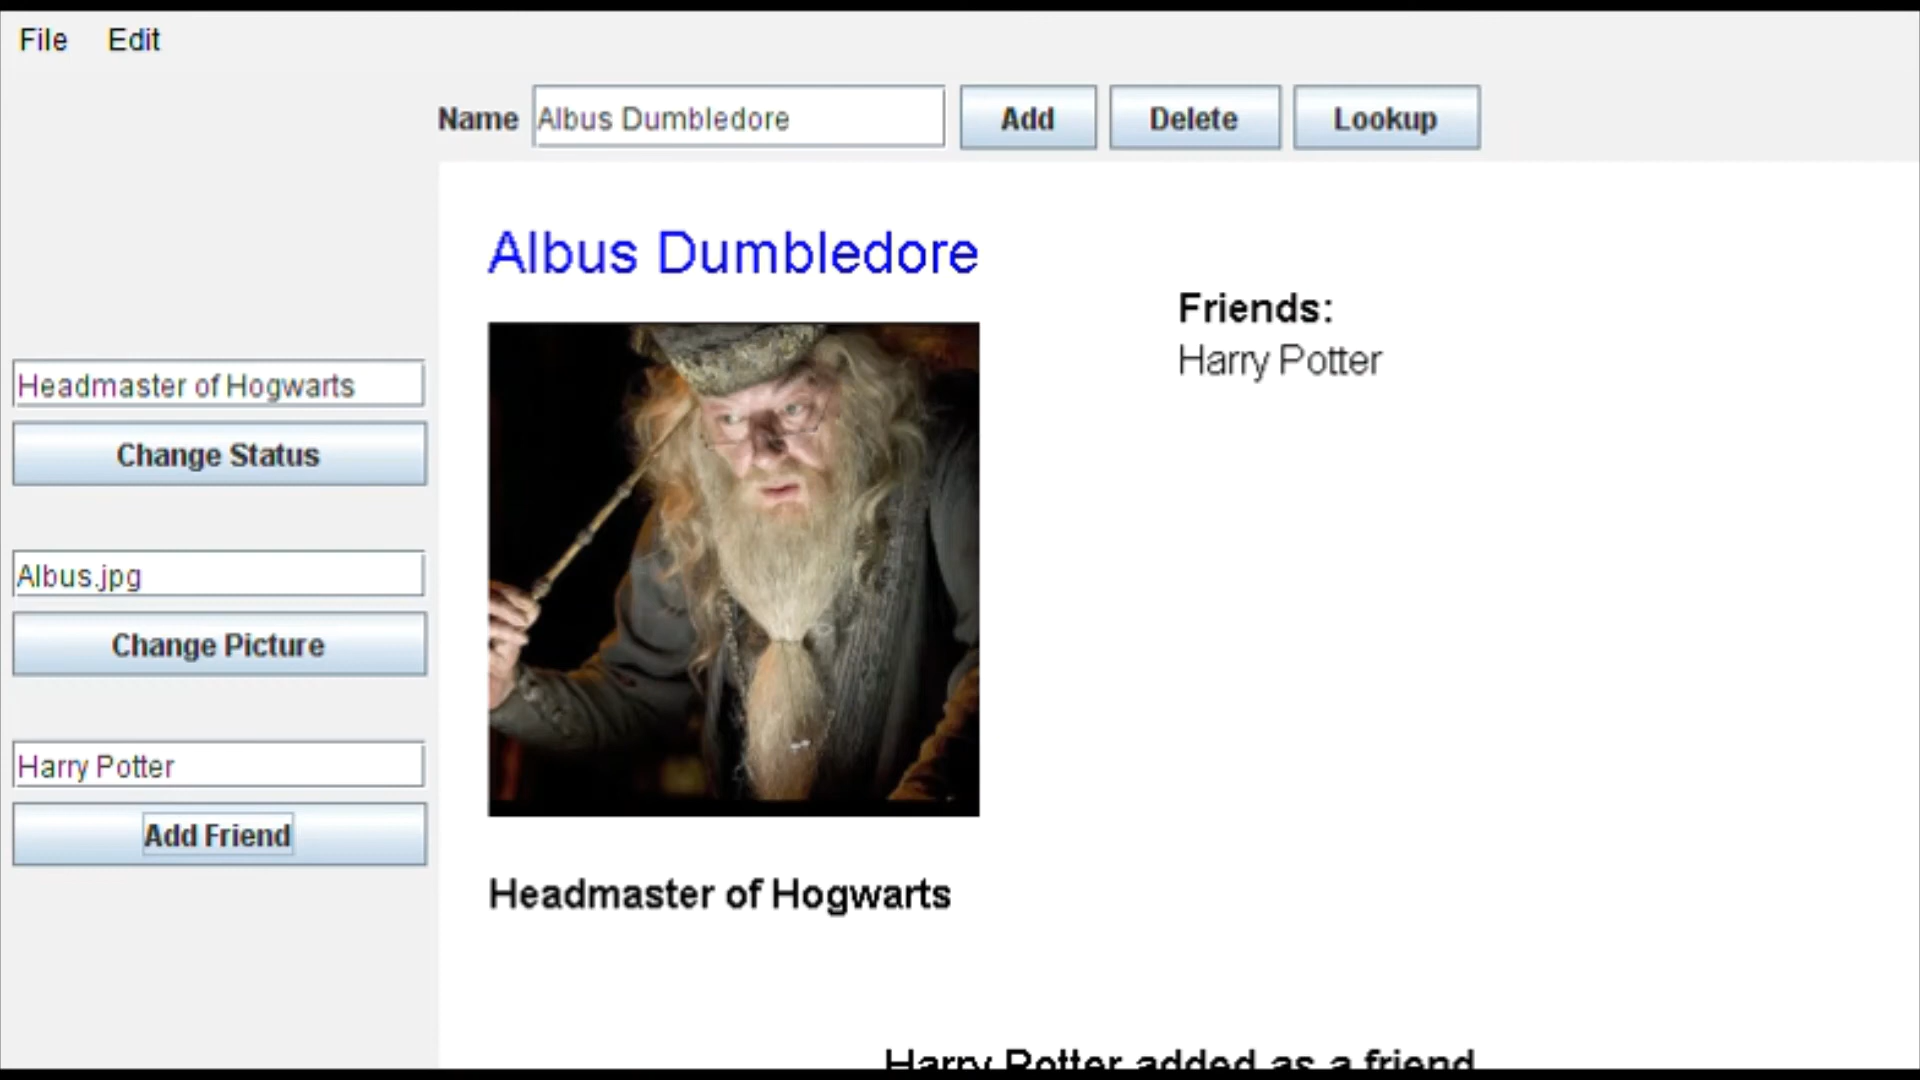 File Edit
Name Albus Dumbledore Add Delete Lookup
Albus Dumbledore
Friends:
Harry Potter
Headmaster of Hogwarts
Change Status
Albus.jpg
Change Picture
Harry Potter
Add Friend
Headmaster of Hogwarts
Harry Potter added as a friend